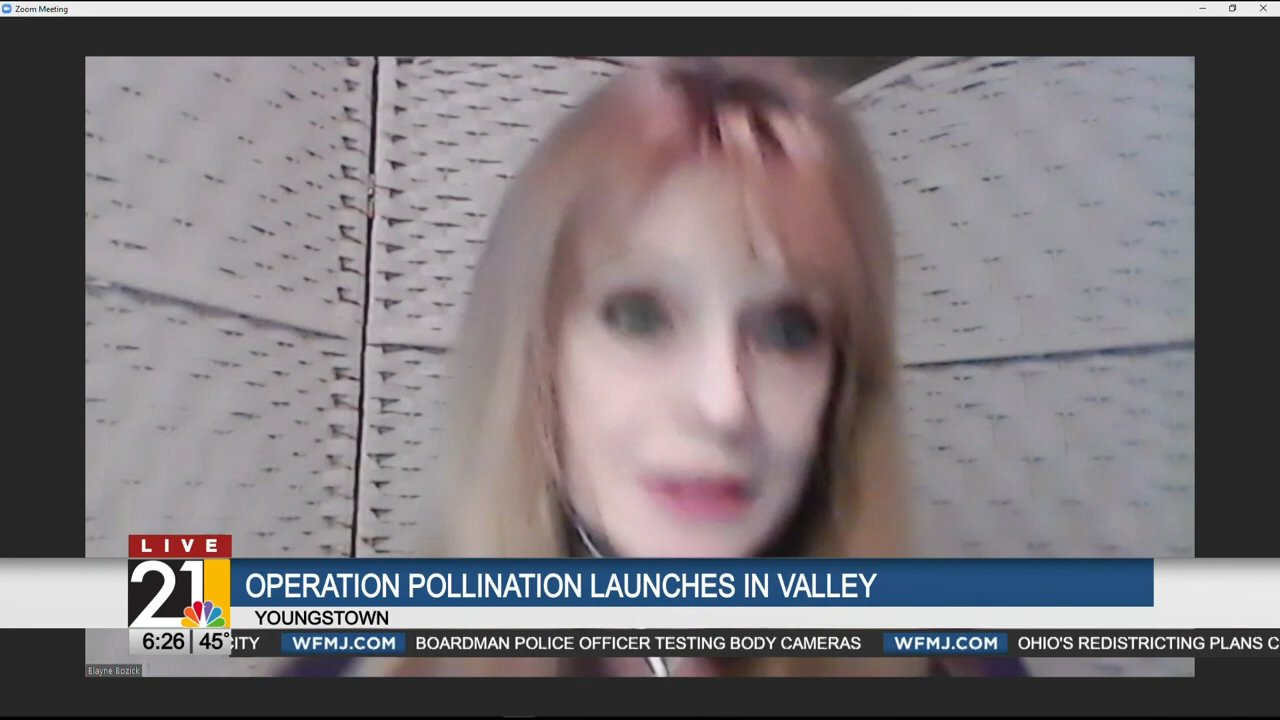 Zoom Meeting
LIVE
21
OPERATION POLLINATION LAUNCHES IN VALLEY
YOUNGSTOWN
6:26 45° CITY WFMJ.COM BOARDMAN POLICE OFFICER TESTING BODY CAMERAS WFMJ.COM OHIO'S REDISTRICTING PLANS C
Elayne Bozick